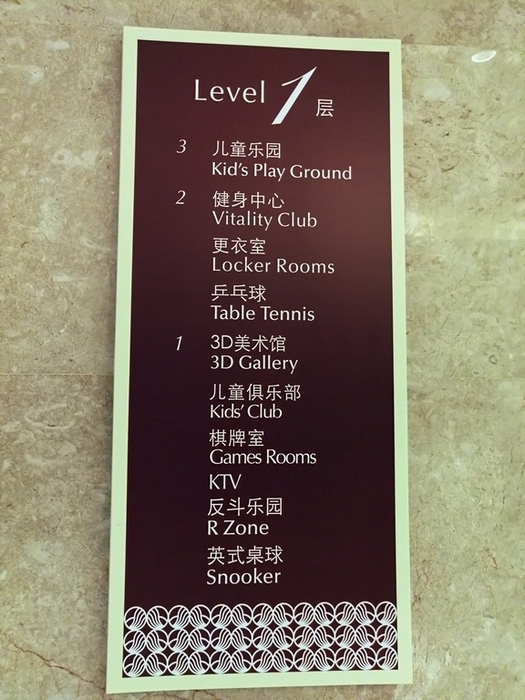 Level 1 层
3 儿童乐园
Kid's Play Ground
2 健身中心
Vitality Club
更衣室
Locker Rooms
乒乓球
Table Tennis
1 3D美术馆
3D Gallery
儿童俱乐部
Kids' Club
棋牌室
Games Rooms
KTV
反斗乐园
R Zone
英式桌球
Snooker